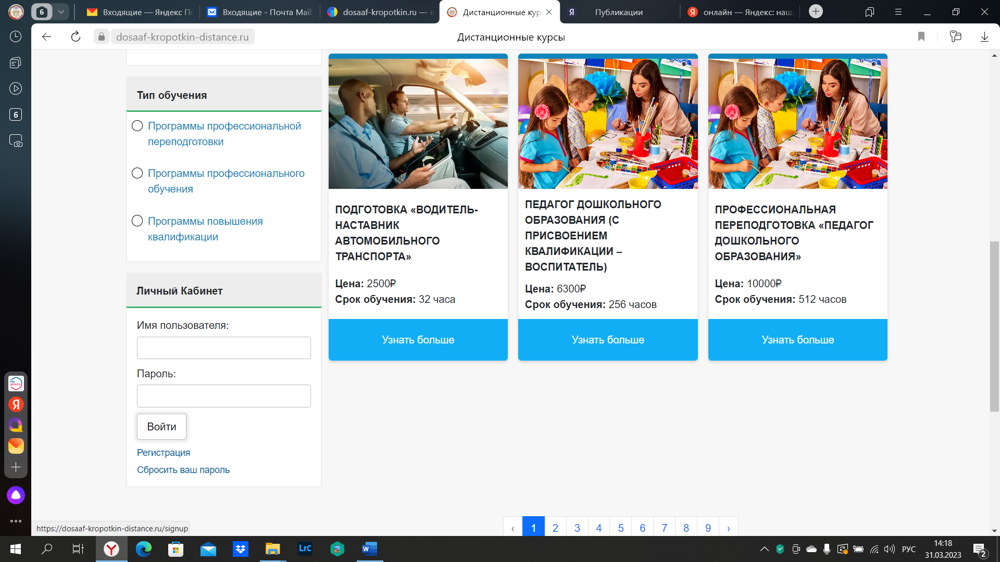 6
Входящие — Яндекс По
Входящие - Почта Mail.
dosaaf-kropotkin.ru — в
Дистанционные курс
Публикации
онлайн — Яндекс: наш
dosaaf-kropotkin-distance.ru
Дистанционные курсы
6
Тип обучения
Программы профессиональной
переподготовки
Программы профессионального
обучения
Программы повышения
квалификации
Личный Кабинет
Имя пользователя:
Пароль:
Войти
Регистрация
Сбросить ваш пароль
ПОДГОТОВКА «ВОДИТЕЛЬ-
НАСТАВНИК
АВТОМОБИЛЬНОГО
ТРАНСПОРТА»
Цена: 2500₽
Срок обучения: 32 часа
Узнать больше
ПЕДАГОГ ДОШКОЛЬНОГО
ОБРАЗОВАНИЯ (С
ПРИСВОЕНИЕМ
КВАЛИФИКАЦИИ –
ВОСПИТАТЕЛЬ)
Цена: 6300₽
Срок обучения: 256 часов
Узнать больше
ПРОФЕССИОНАЛЬНАЯ
ПЕРЕПОДГОТОВКА «ПЕДАГОГ
ДОШКОЛЬНОГО
ОБРАЗОВАНИЯ»
Цена: 10000₽
Срок обучения: 512 часов
Узнать больше
‹ 1 2 3 4 5 6 7 8 9 ›
https://dosaaf-kropotkin-distance.ru/signup
LrC
РУС
14:18
31.03.2023
2